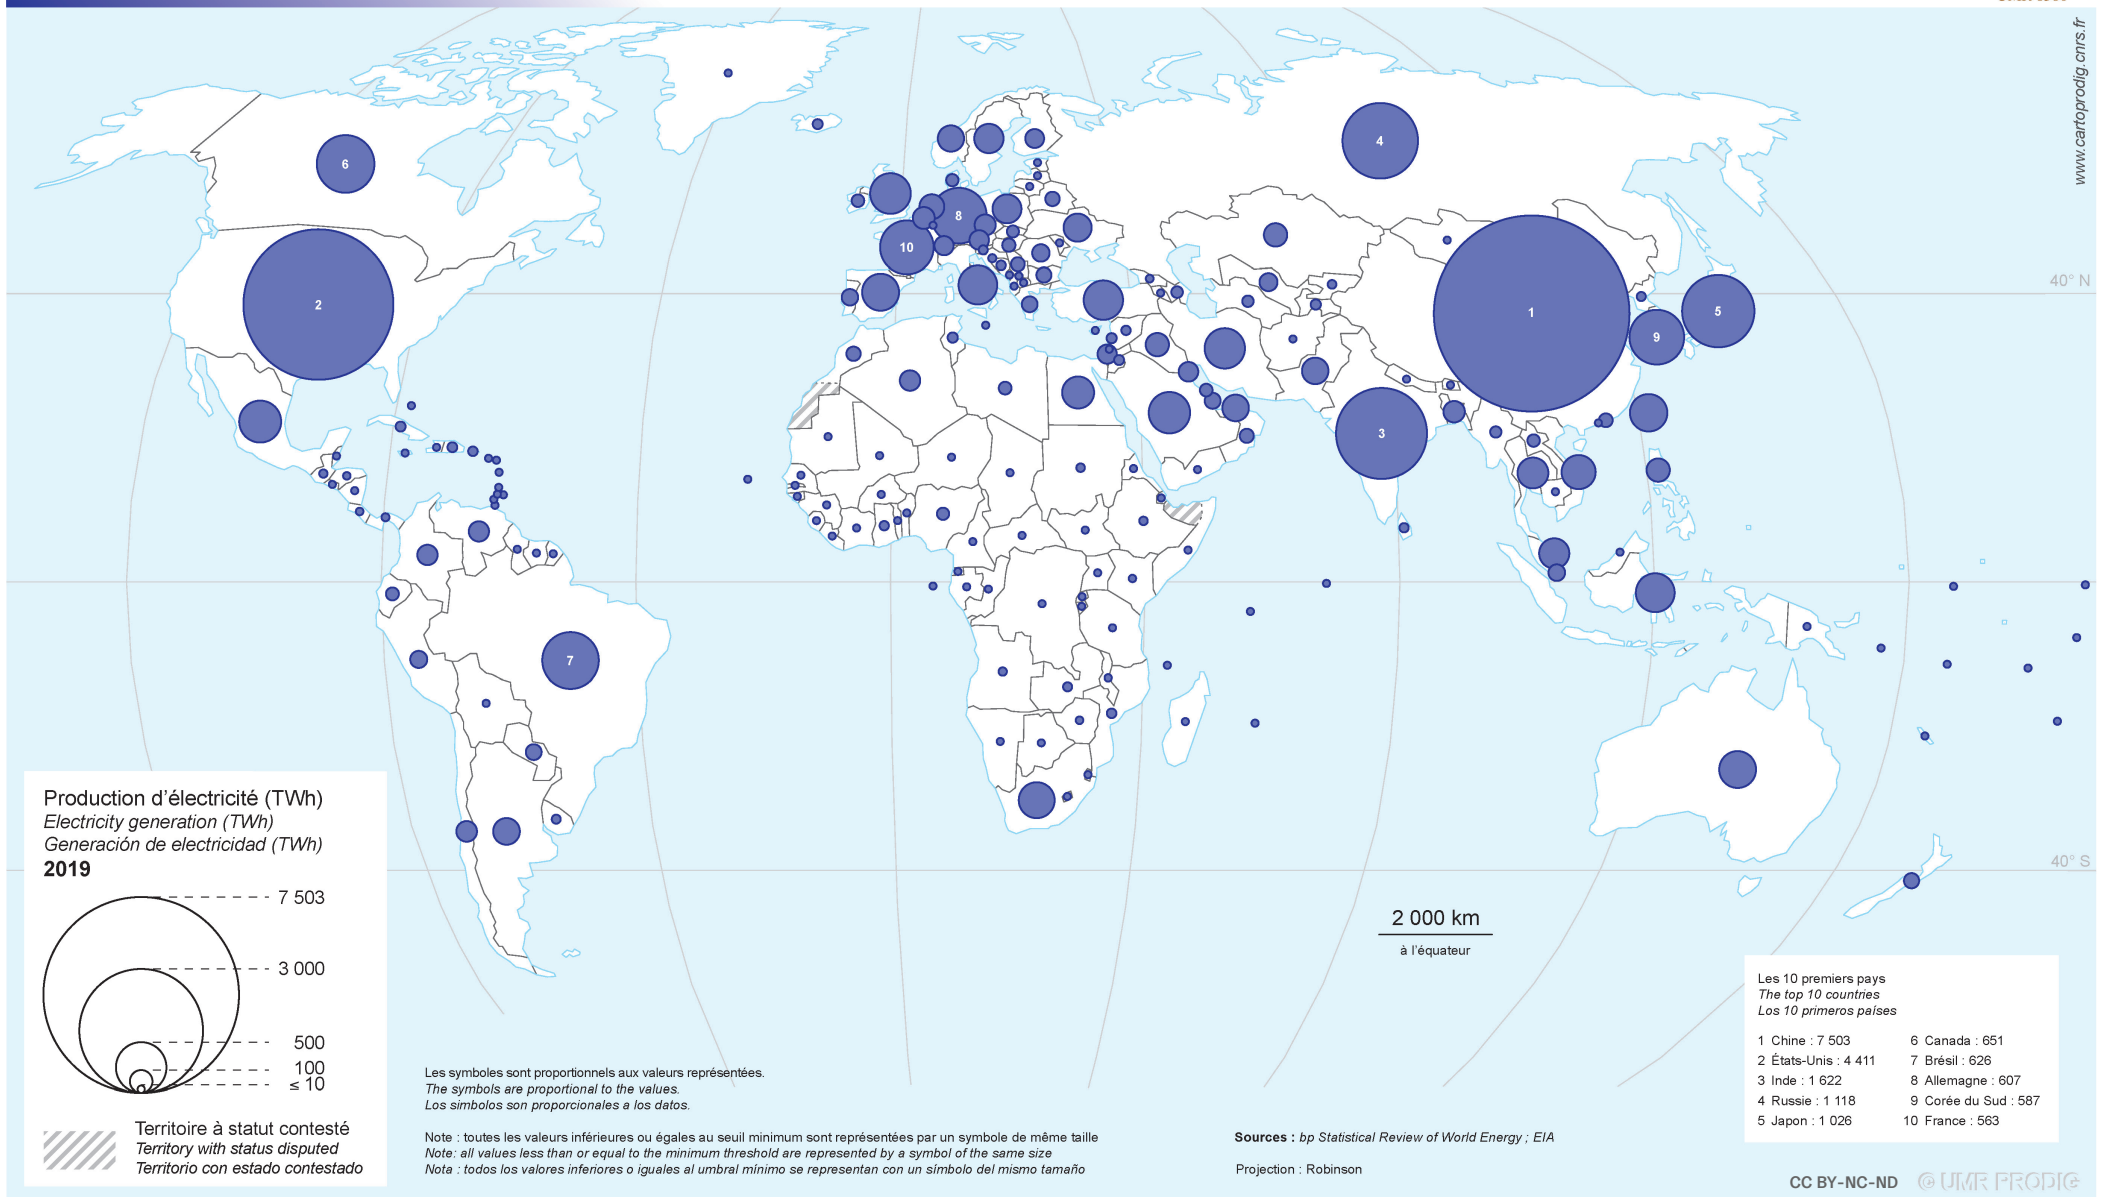 www.cartoprodig.cnrs.fr
4
6
8
10
2
40° N
1
5
9
3
7
Production d'électricité (TWh)
Electricity generation (TWh)
Generación de electricidad (TWh)
2019
7 503
3 000
500
100
≤ 10
Territoire à statut contesté
Territory with status disputed
Territorio con estado contestado
40° S
2 000 km
à l'équateur
Les symboles sont proportionnels aux valeurs représentées.
The symbols are proportional to the values.
Los simbolos son proporcionales a los datos.
Note : toutes les valeurs inférieures ou égales au seuil minimum sont représentées par un symbole de même taille
Note: all values less than or equal to the minimum threshold are represented by a symbol of the same size
Nota : todos los valores inferiores o iguales al umbral mínimo se representan con un símbolo del mismo tamaño
Sources : bp Statistical Review of World Energy ; EIA
Projection : Robinson
Les 10 premiers pays
The top 10 countries
Los 10 primeros países
1 Chine : 7 503
2 États-Unis : 4 411
3 Inde : 1 622
4 Russie : 1 118
5 Japon : 1 026
6 Canada : 651
7 Brésil : 626
8 Allemagne : 607
9 Corée du Sud : 587
10 France : 563
CC BY-NC-ND
© UMR PRODIG